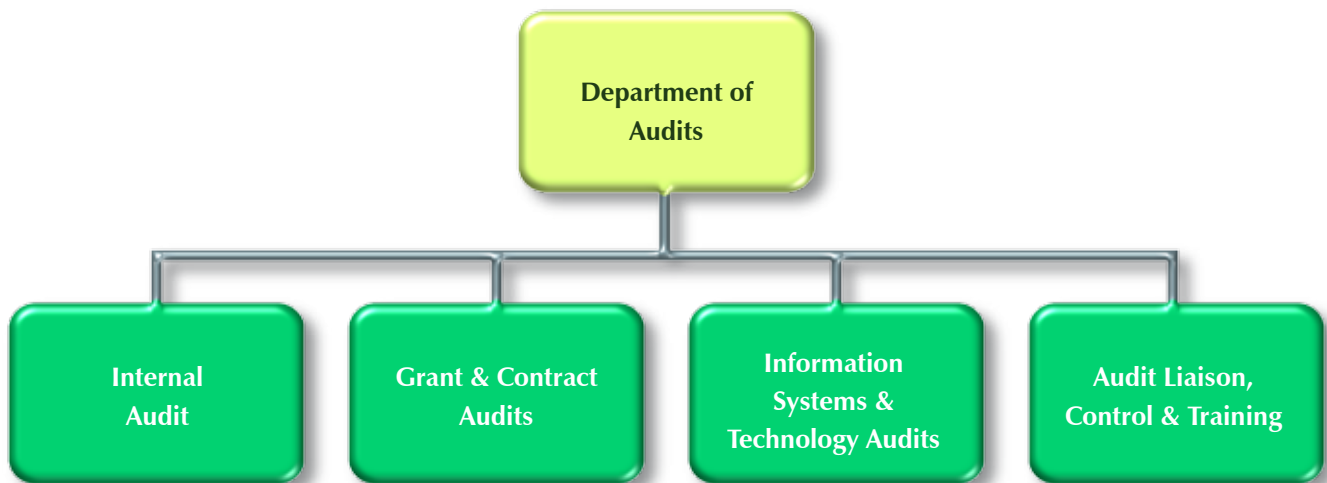 Department of
Audits
Internal
Audit
Grant & Contract
Audits
Information
Systems &
Technology Audits
Audit Liaison,
Control & Training